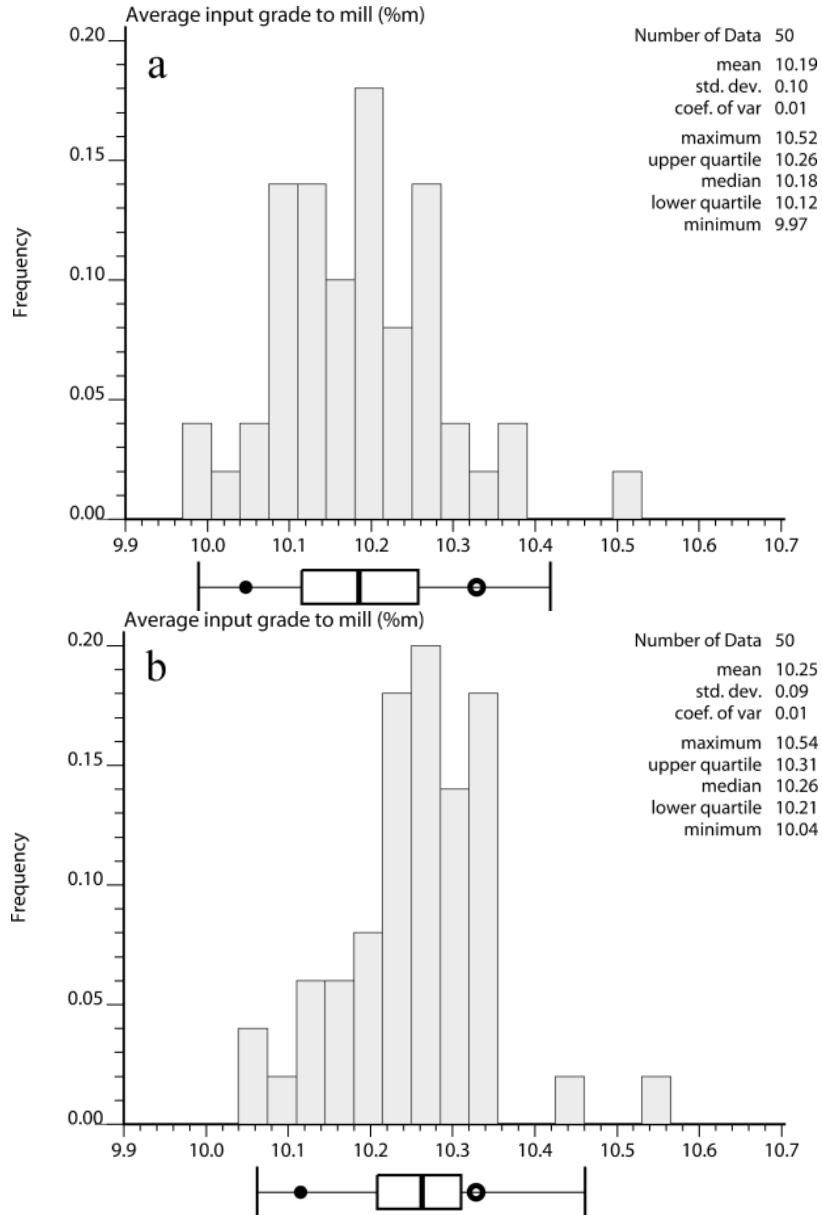 Average input grade to mill (%m)
a
Number of Data 50
mean 10.19
std. dev. 0.10
coef. of var 0.01
maximum 10.52
upper quartile 10.26
median 10.18
lower quartile 10.12
minimum 9.97
Frequency
0.20
0.15
0.10
0.05
0.00
9.9 10.0 10.1 10.2 10.3 10.4 10.5 10.6 10.7
Average input grade to mill (%m)
b
Number of Data 50
mean 10.25
std. dev. 0.09
coef. of var 0.01
maximum 10.54
upper quartile 10.31
median 10.26
lower quartile 10.21
minimum 10.04
Frequency
0.20
0.15
0.10
0.05
0.00
9.9 10.0 10.1 10.2 10.3 10.4 10.5 10.6 10.7